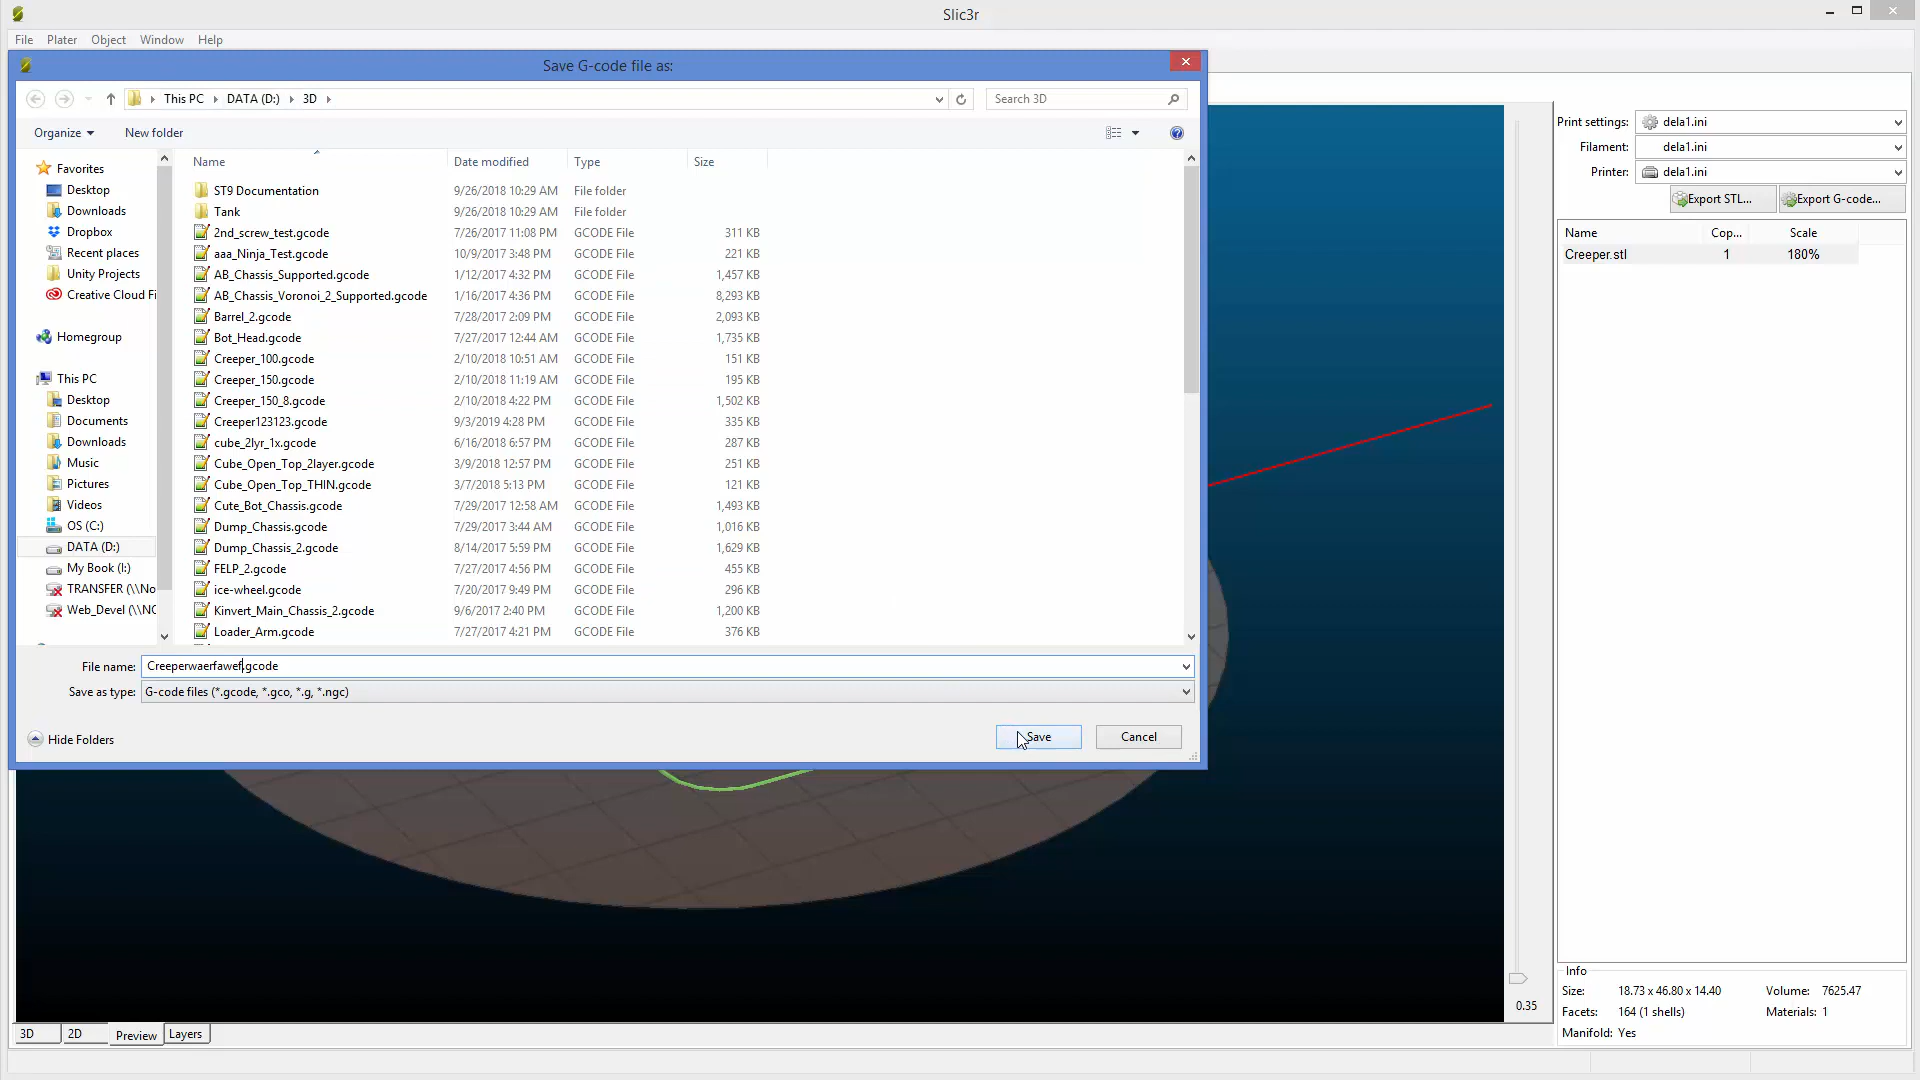 Slic3r
File Plater Object Window Help
Save G-code file as:
This PC DATA (D:) 3D
Search 3D
Organize New folder
Name Date modified Type Size
Favorites
Desktop
Downloads
Dropbox
Recent places
Unity Projects
Creative Cloud Fi
Homegroup
This PC
Desktop
Documents
Downloads
Music
Pictures
Videos
OS (C:)
DATA (D:)
My Book (I:)
TRANSFER (\\No
Web_Devel (\\NO
ST9 Documentation 9/26/2018 10:29 AM File folder
Tank 9/26/2018 10:29 AM File folder
2nd_screw_test.gcode 7/26/2017 11:08 PM GCODE File 311 KB
aaa_Ninja_Test.gcode 10/9/2017 3:48 PM GCODE File 221 KB
AB_Chassis_Supported.gcode 1/12/2017 4:32 PM GCODE File 1,457 KB
AB_Chassis_Voronoi_2_Supported.gcode 1/16/2017 4:36 PM GCODE File 8,293 KB
Barrel_2.gcode 7/28/2017 2:09 PM GCODE File 2,093 KB
Bot_Head.gcode 7/27/2017 12:44 AM GCODE File 1,735 KB
Creeper_100.gcode 2/10/2018 10:51 AM GCODE File 151 KB
Creeper_150.gcode 2/10/2018 11:19 AM GCODE File 195 KB
Creeper_150_8.gcode 2/10/2018 4:22 PM GCODE File 1,502 KB
Creeper123123.gcode 9/3/2019 4:28 PM GCODE File 335 KB
cube_2lyr_1x.gcode 6/16/2018 6:57 PM GCODE File 287 KB
Cube_Open_Top_2layer.gcode 3/9/2018 12:57 PM GCODE File 251 KB
Cube_Open_Top_THIN.gcode 3/7/2018 5:13 PM GCODE File 121 KB
Cute_Bot_Chassis.gcode 7/29/2017 12:58 AM GCODE File 1,493 KB
Dump_Chassis.gcode 7/29/2017 3:44 AM GCODE File 1,016 KB
Dump_Chassis_2.gcode 8/14/2017 5:59 PM GCODE File 1,629 KB
FELP_2.gcode 7/27/2017 4:56 PM GCODE File 455 KB
ice-wheel.gcode 7/20/2017 9:49 PM GCODE File 296 KB
Kinvert_Main_Chassis_2.gcode 9/6/2017 2:40 PM GCODE File 1,200 KB
Loader_Arm.gcode 7/27/2017 4:21 PM GCODE File 376 KB
File name: Creeperwaerfawef.gcode
Save as type: G-code files (*.gcode, *.gco, *.g, *.ngc)
Hide Folders
Save Cancel
Print settings: dela1.ini
Filament: dela1.ini
Printer: dela1.ini
Export STL... Export G-code...
Name Cop... Scale
Creeper.stl 1 180%
Info
Size: 18.73 x 46.80 x 14.40 Volume: 7625.47
Facets: 164 (1 shells) Materials: 1
Manifold: Yes
0.35
3D 2D Preview Layers